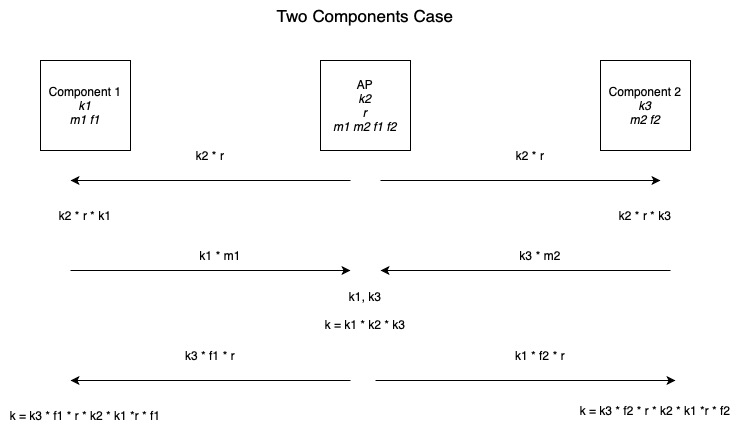 Two Components Case
Component 1
k1
m1 f1
AP
k2
r
m1 m2 f1 f2
Component 2
k3
m2 f2
k2 * r
k2 * r
k2 * r * k1
k2 * r * k3
k1 * m1
k3 * m2
k1, k3
k = k1 * k2 * k3
k3 * f1 * r
k1 * f2 * r
k = k3 * f1 * r * k2 * k1 *r * f1
k = k3 * f2 * r * k2 * k1 *r * f2